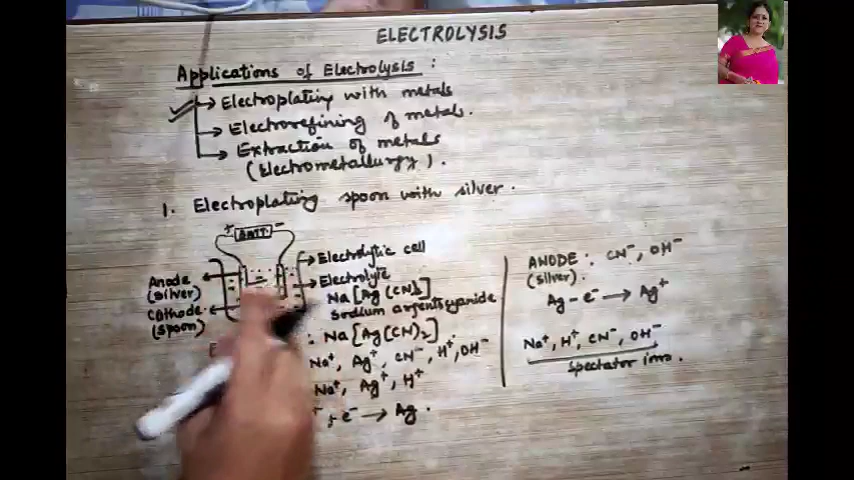 ELECTROLYSIS
Applications of Electrolysis :
→ Electroplating with metals
→ Electrorefining of metals.
→ Extraction of metals
(Electrometallurgy).
1. Electroplating spoon with silver.
+ BATT. -
Electrolytic cell
Anode
(silver)
Cathode
(spoon)
Electrolyte
Na[Ag(CN)₂]
sodium argentocyanide
: Na[Ag(CN)₂]
Na⁺, Ag⁺, CN⁻, H⁺, OH⁻
Na⁺, Ag⁺, H⁺
+ e⁻ → Ag.
ANODE : CN⁻, OH⁻
(silver).
Ag - e⁻ → Ag⁺
Na⁺, H⁺, CN⁻, OH⁻
spectator ions.